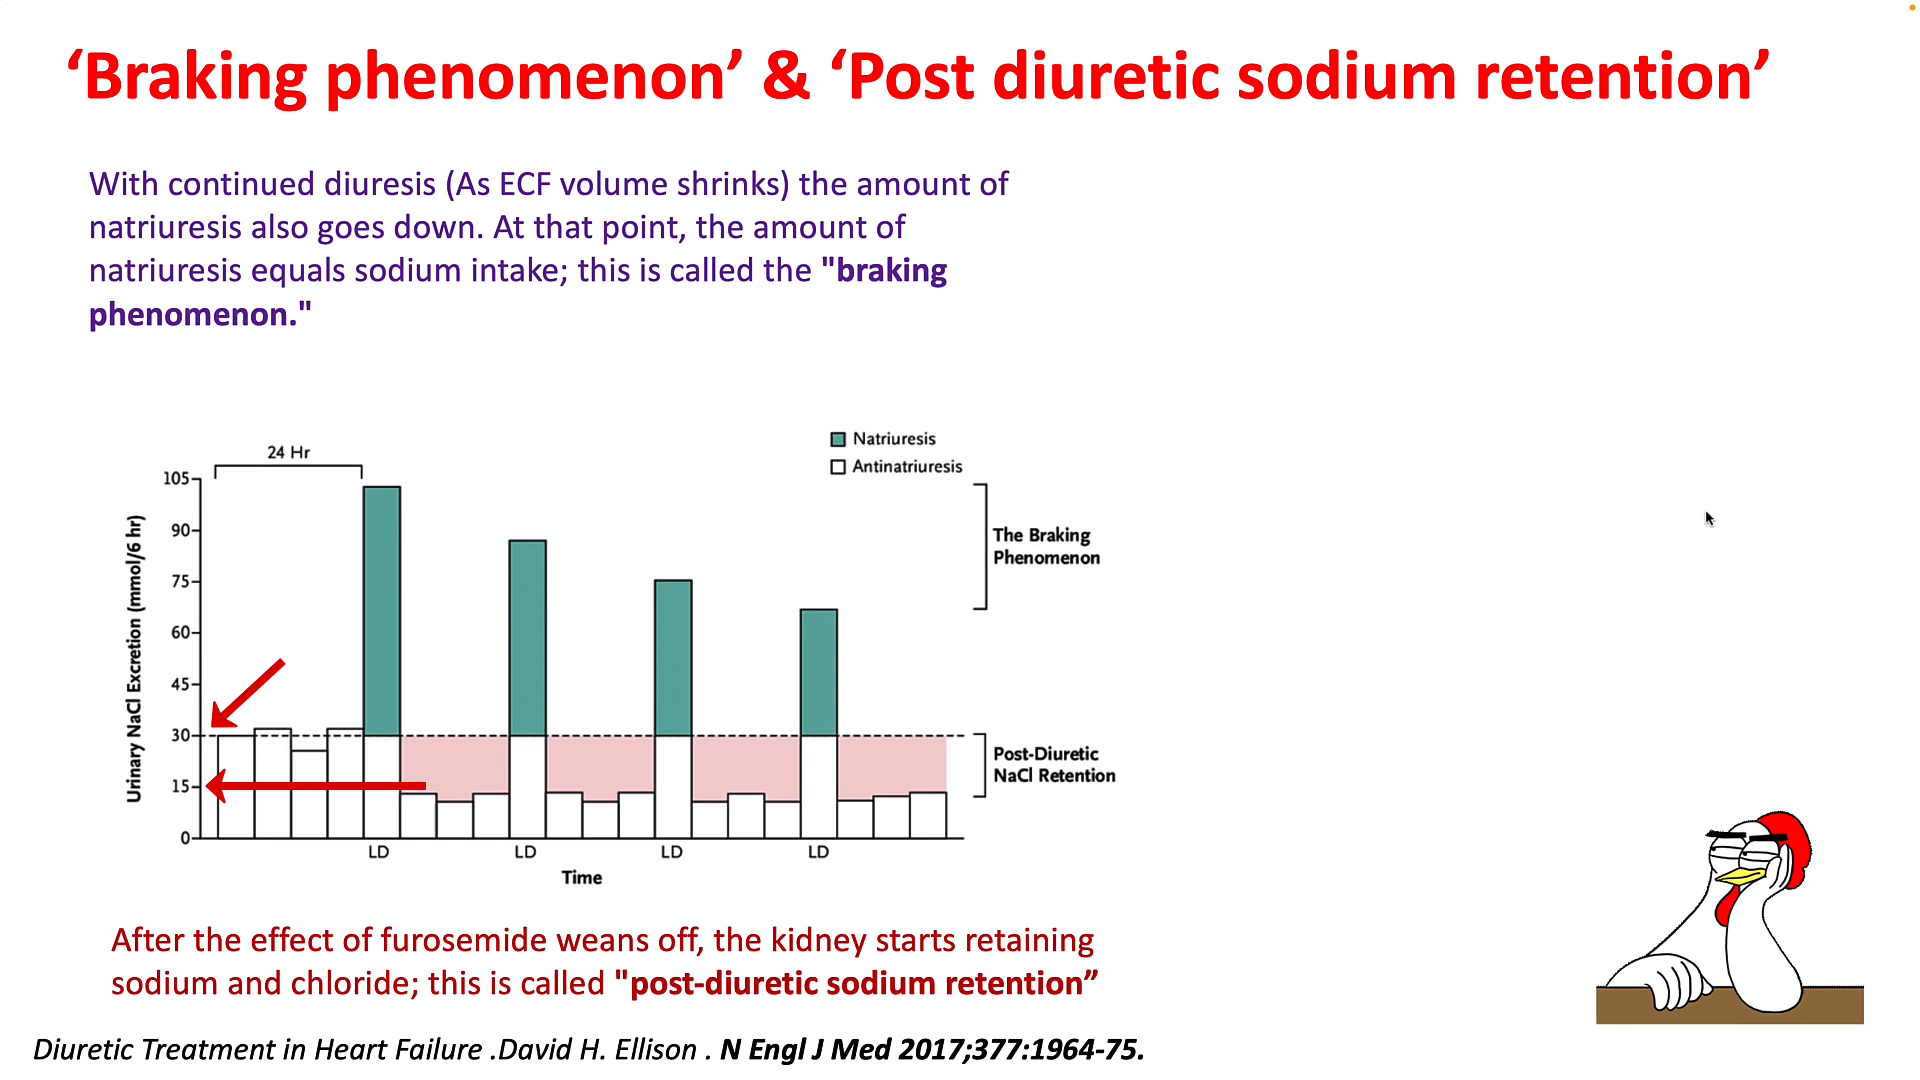 ‘Braking phenomenon’ & ‘Post diuretic sodium retention’
With continued diuresis (As ECF volume shrinks) the amount of
natriuresis also goes down. At that point, the amount of
natriuresis equals sodium intake; this is called the "braking
phenomenon."
Natriuresis
Antinatriuresis
24 Hr
105
90
75
60
45
30
15
0
Urinary NaCl Excretion (mmol/6 hr)
The Braking
Phenomenon
Post-Diuretic
NaCl Retention
LD LD LD LD
Time
After the effect of furosemide weans off, the kidney starts retaining
sodium and chloride; this is called "post-diuretic sodium retention”
Diuretic Treatment in Heart Failure .David H. Ellison . N Engl J Med 2017;377:1964-75.